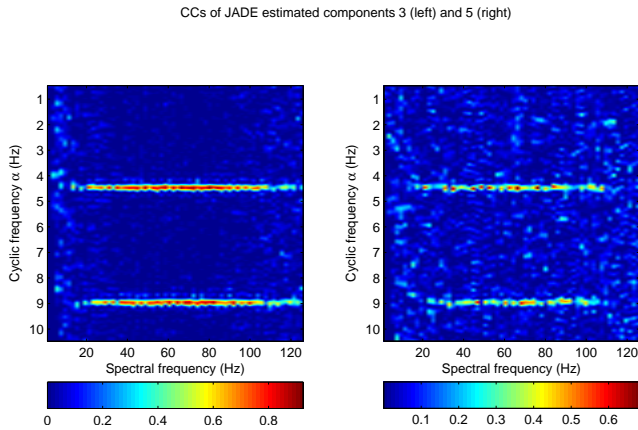 CCs of JADE estimated components 3 (left) and 5 (right)
Cyclic frequency α (Hz)
1
2
3
4
5
6
7
8
9
10
20 40 60 80 100 120
Spectral frequency (Hz)
0 0.2 0.4 0.6 0.8
Cyclic frequency α (Hz)
1
2
3
4
5
6
7
8
9
10
20 40 60 80 100 120
Spectral frequency (Hz)
0.1 0.2 0.3 0.4 0.5 0.6